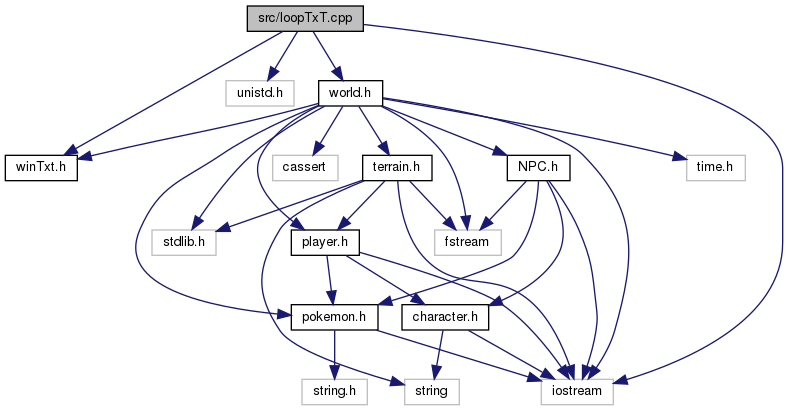 src/loopTxT.cpp
unistd.h
world.h
winTxt.h
cassert
terrain.h
NPC.h
time.h
stdlib.h
player.h
fstream
pokemon.h
character.h
string.h
string
iostream